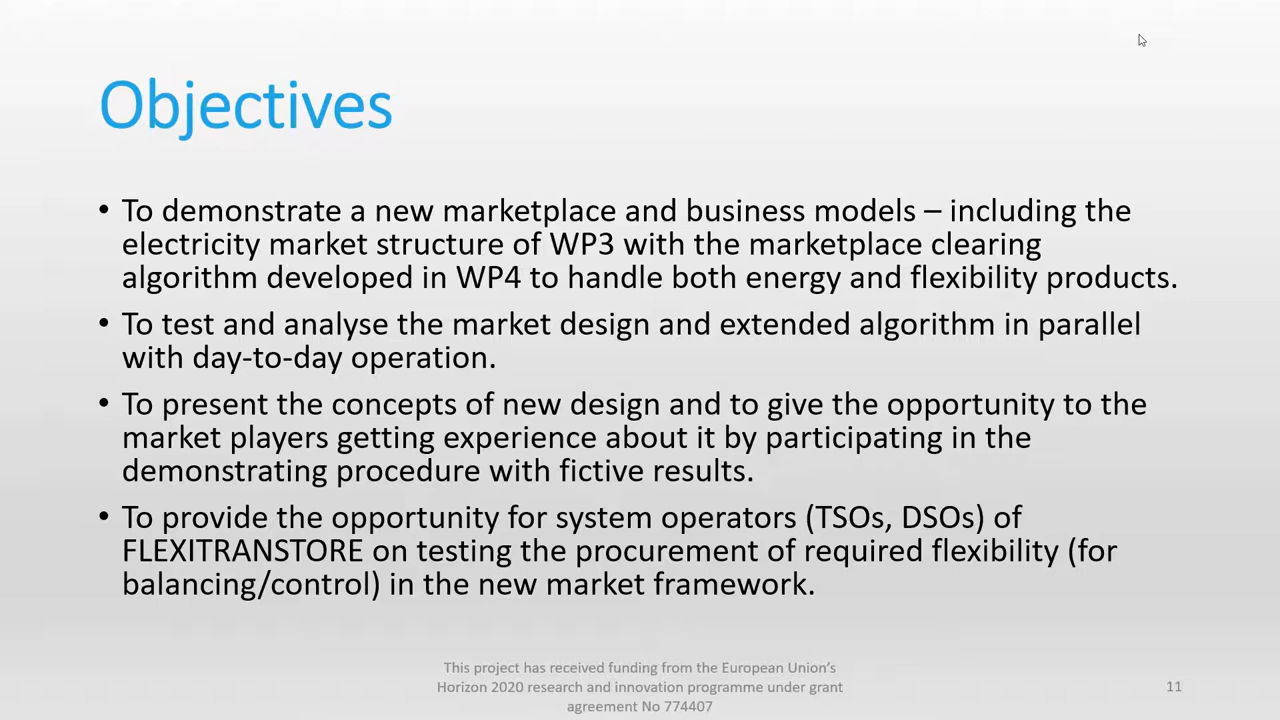 Objectives
• To demonstrate a new marketplace and business models – including the
electricity market structure of WP3 with the marketplace clearing
algorithm developed in WP4 to handle both energy and flexibility products.
• To test and analyse the market design and extended algorithm in parallel
with day-to-day operation.
• To present the concepts of new design and to give the opportunity to the
market players getting experience about it by participating in the
demonstrating procedure with fictive results.
• To provide the opportunity for system operators (TSOs, DSOs) of
FLEXITRANSTORE on testing the procurement of required flexibility (for
balancing/control) in the new market framework.
This project has received funding from the European Union’s
Horizon 2020 research and innovation programme under grant
agreement No 774407
11